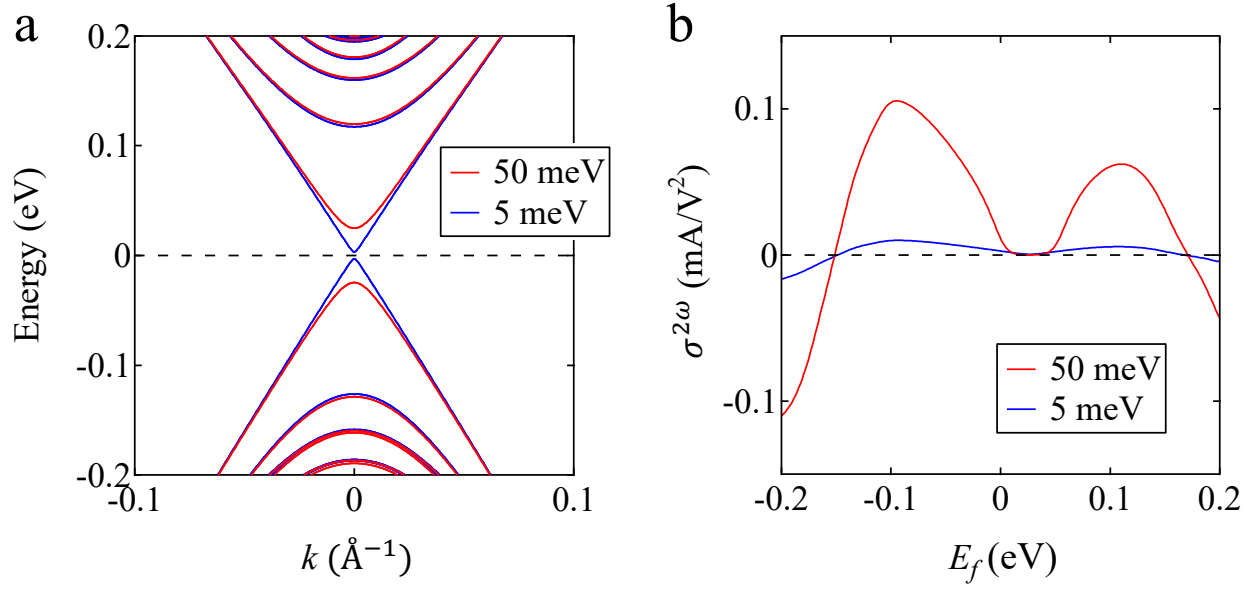 a
0.2
0.1
0
-0.1
-0.2
Energy (eV)
50 meV
5 meV
-0.1
0
0.1
k (Å⁻¹)
b
0.1
0
-0.1
σ²ω (mA/V²)
50 meV
5 meV
-0.2
-0.1
0
0.1
0.2
E_f (eV)